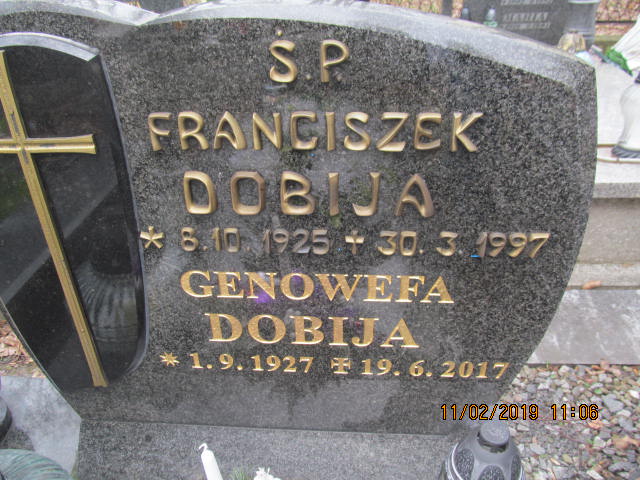 Ś.P.
FRANCISZEK
DOBIJA
* 8.10 1925 ✝ 30.3.1997
GENOWEFA
DOBIJA
* 1.9.1927 ✝ 19.6.2017
11/02/2019 11:06